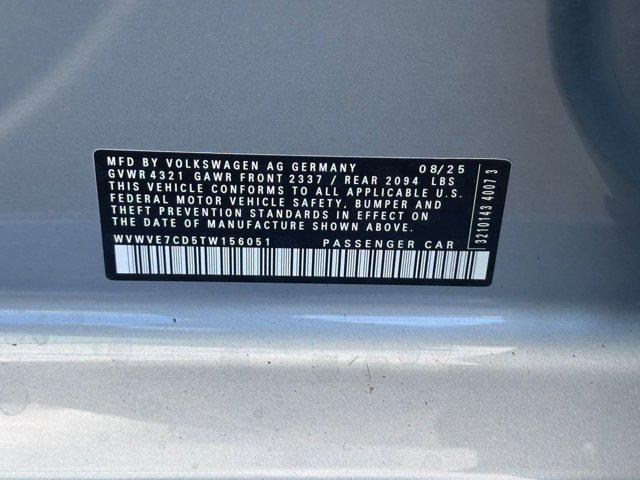 MFD BY VOLKSWAGEN AG GERMANY 08/25
GVWR 4321 GAWR FRONT 2337 / REAR 2094 LBS
THIS VEHICLE CONFORMS TO ALL APPLICABLE U.S.
FEDERAL MOTOR VEHICLE SAFETY, BUMPER AND
THEFT PREVENTION STANDARDS IN EFFECT ON
THE DATE OF MANUFACTURE SHOWN ABOVE.
WVWVE7CD5TW156051 PASSENGER CAR
3210143 4007 3